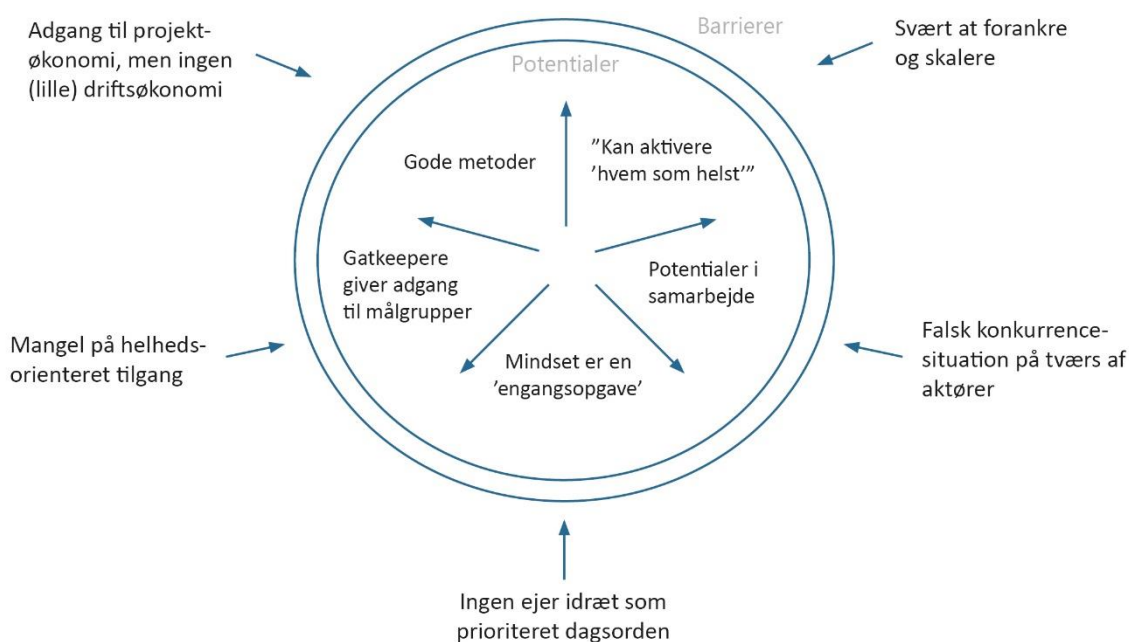 Adgang til projekt-
økonomi, men ingen
(lille) driftsøkonomi
Barrierer
Svært at forankre
og skalere
Potentialer
Gode metoder
”Kan aktivere
’hvem som helst’”
Gatkeepere
giver adgang
til målgrupper
Potentialer i
samarbejde
Mindset er en
’engangsopgave’
Mangel på helheds-
orienteret tilgang
Falsk konkurrence-
situation på tværs af
aktører
Ingen ejer idræt som
prioriteret dagsorden